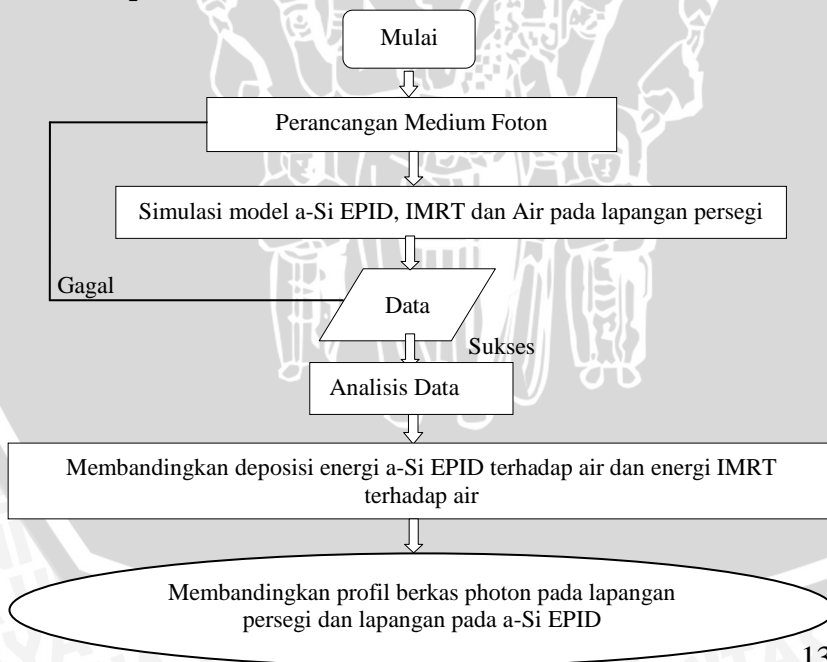 Mulai
Perancangan Medium Foton
Simulasi model a-Si EPID, IMRT dan Air pada lapangan persegi
Gagal
Data
Sukses
Analisis Data
Membandingkan deposisi energi a-Si EPID terhadap air dan energi IMRT
terhadap air
Membandingkan profil berkas photon pada lapangan
persegi dan lapangan pada a-Si EPID
13